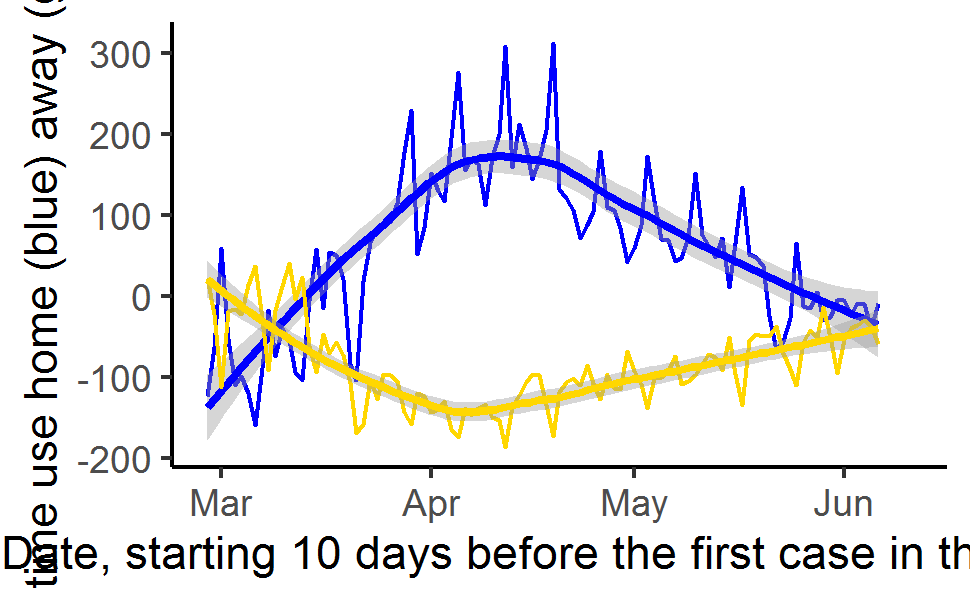 time use home (blue) away (
300
200
100
0
-100
-200
Mar Apr May Jun
Date, starting 10 days before the first case in th